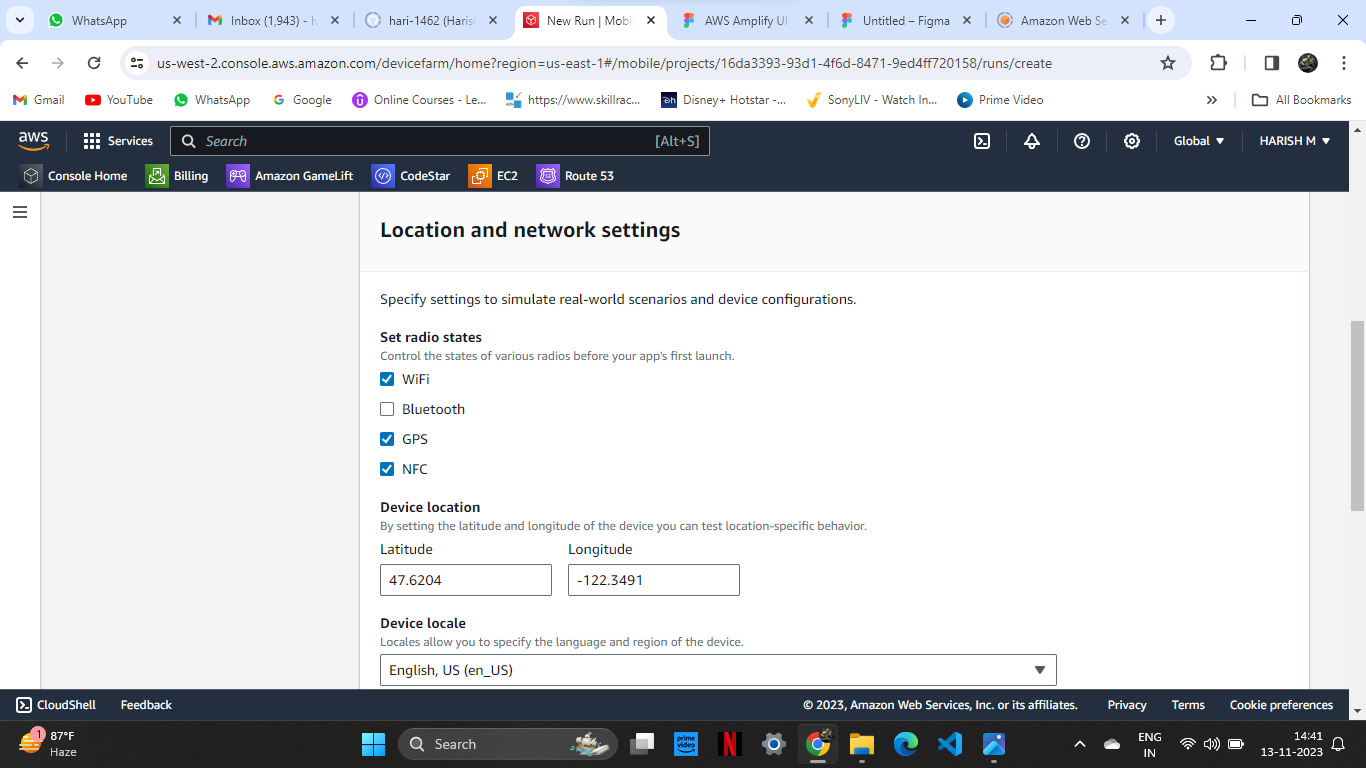 WhatsApp
Inbox (1,943) - h
hari-1462 (Harish
New Run | Mobil
AWS Amplify UI
Untitled – Figma
Amazon Web Se
us-west-2.console.aws.amazon.com/devicefarm/home?region=us-east-1#/mobile/projects/16da3393-93d1-4f6d-8471-9ed4ff720158/runs/create
Gmail
YouTube
WhatsApp
Google
Online Courses - Le...
https://www.skillrac...
Disney+ Hotstar -...
SonyLIV - Watch In...
Prime Video
All Bookmarks
aws
Services
Search
[Alt+S]
Global
HARISH M
Console Home
Billing
Amazon GameLift
CodeStar
EC2
Route 53
Location and network settings
Specify settings to simulate real-world scenarios and device configurations.
Set radio states
Control the states of various radios before your app's first launch.
WiFi
Bluetooth
GPS
NFC
Device location
By setting the latitude and longitude of the device you can test location-specific behavior.
Latitude
Longitude
47.6204
-122.3491
Device locale
Locales allow you to specify the language and region of the device.
English, US (en_US)
CloudShell
Feedback
© 2023, Amazon Web Services, Inc. or its affiliates.
Privacy
Terms
Cookie preferences
1
87°F
Haze
Search
prime video
ENG
IN
14:41
13-11-2023